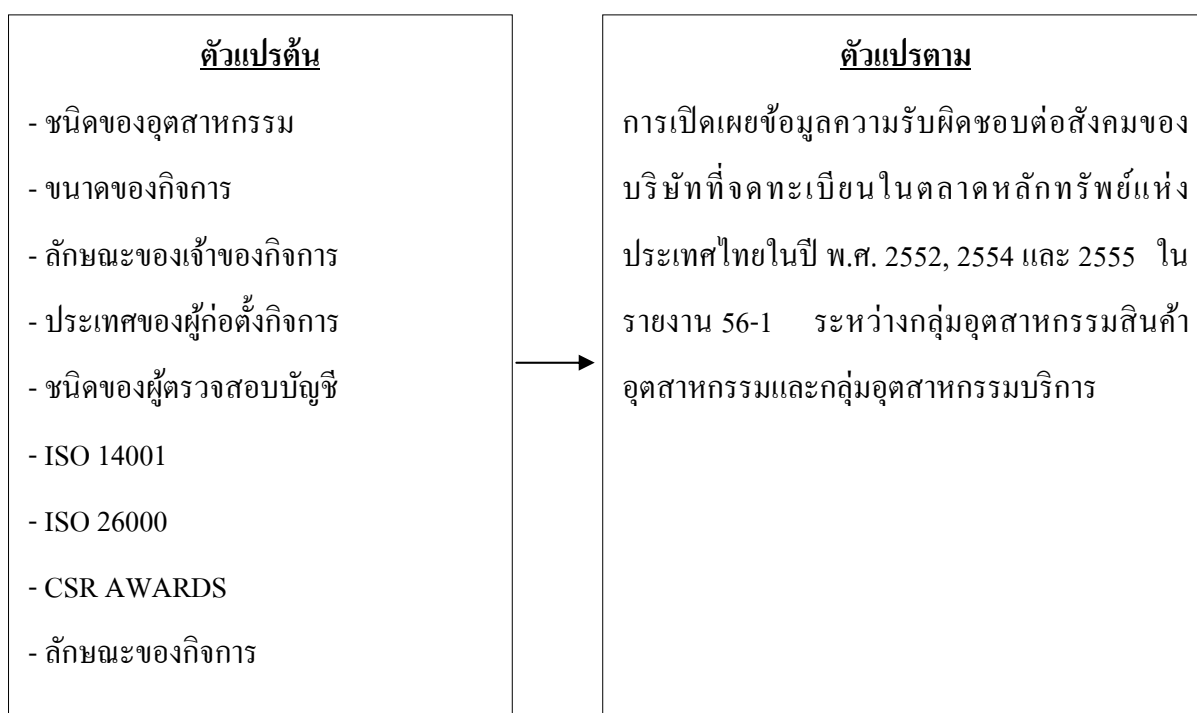 ตัวแปรต้น
- ชนิดของอุตสาหกรรม
- ขนาดของกิจการ
- ลักษณะของเจ้าของกิจการ
- ประเทศของผู้ก่อตั้งกิจการ
- ชนิดของผู้ตรวจสอบบัญชี
- ISO 14001
- ISO 26000
- CSR AWARDS
- ลักษณะของกิจการ
ตัวแปรตาม
การเปิดเผยข้อมูลความรับผิดชอบต่อสังคมของ
บริษัทที่จดทะเบียนในตลาดหลักทรัพย์แห่ง
ประเทศไทยในปี พ.ศ. 2552, 2554 และ 2555 ใน
รายงาน 56-1 ระหว่างกลุ่มอุตสาหกรรมสินค้า
อุตสาหกรรมและกลุ่มอุตสาหกรรมบริการ